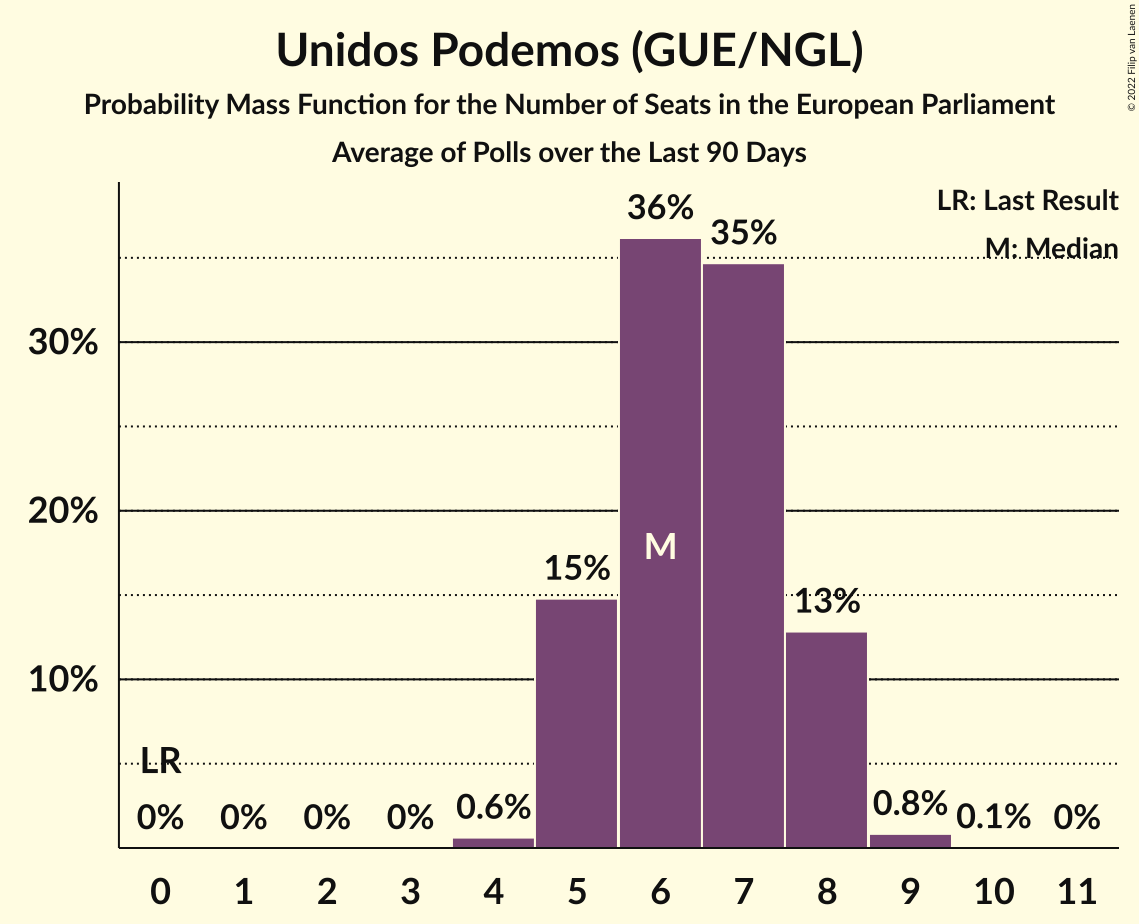 Unidos Podemos (GUE/NGL)
Probability Mass Function for the Number of Seats in the European Parliament
Average of Polls over the Last 90 Days
© 2022 Filip van Laenen
LR: Last Result
M: Median
36%
35%
30%
20%
M
15%
13%
10%
LR
0%
0%
0%
0%
0.6%
0.8%
0.1%
0%
0 1 2 3 4 5 6 7 8 9 10 11